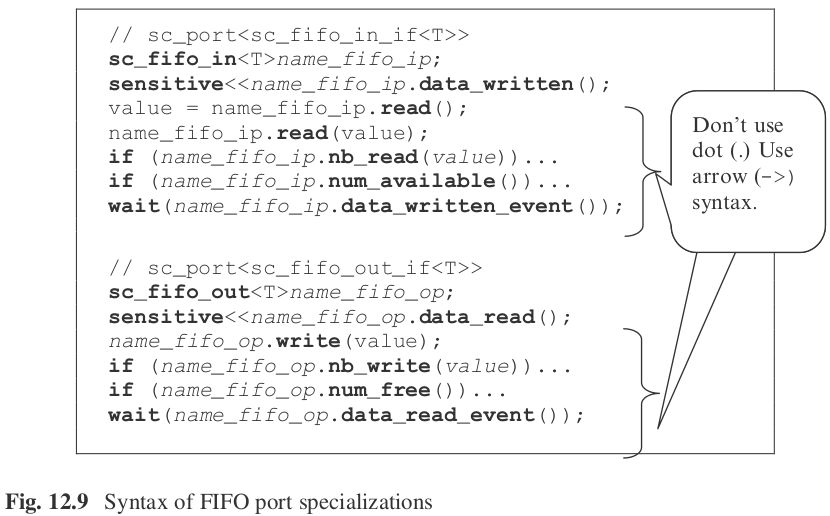 // sc_port<sc_fifo_in_if<T>>
sc_fifo_in<T>name_fifo_ip;
sensitive<<name_fifo_ip.data_written();
value = name_fifo_ip.read();
name_fifo_ip.read(value);
if (name_fifo_ip.nb_read(value))...
if (name_fifo_ip.num_available())...
wait(name_fifo_ip.data_written_event());
Don't use
dot (.) Use
arrow (->)
syntax.
// sc_port<sc_fifo_out_if<T>>
sc_fifo_out<T>name_fifo_op;
sensitive<<name_fifo_op.data_read();
name_fifo_op.write(value);
if (name_fifo_op.nb_write(value))...
if (name_fifo_op.num_free())...
wait(name_fifo_op.data_read_event());
Fig. 12.9 Syntax of FIFO port specializations